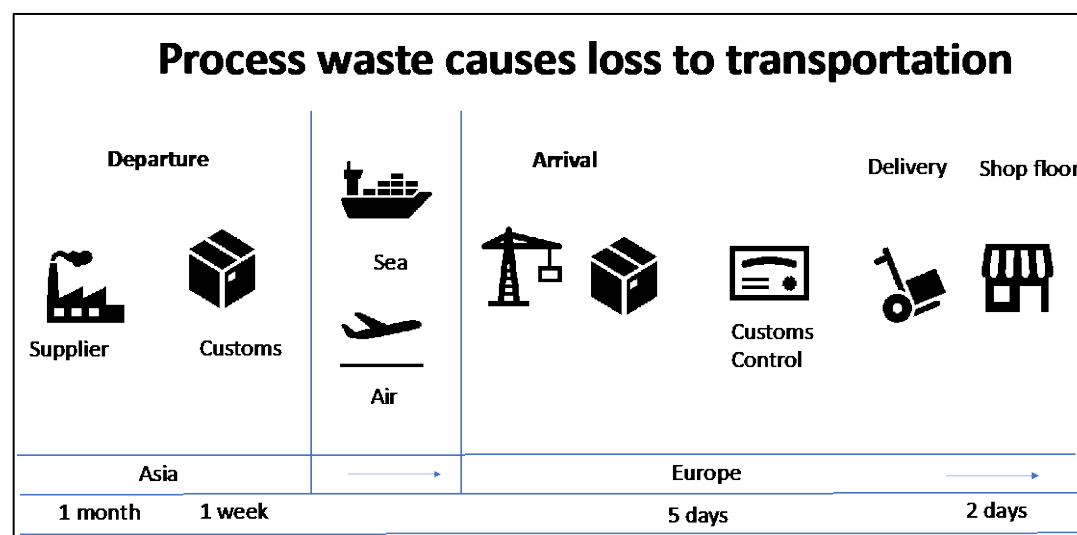 Process waste causes loss to transportation
Departure
Arrival
Delivery
Shop floor
Sea
Supplier
Customs
Customs
Control
Air
Asia
Europe
1 month
1 week
5 days
2 days